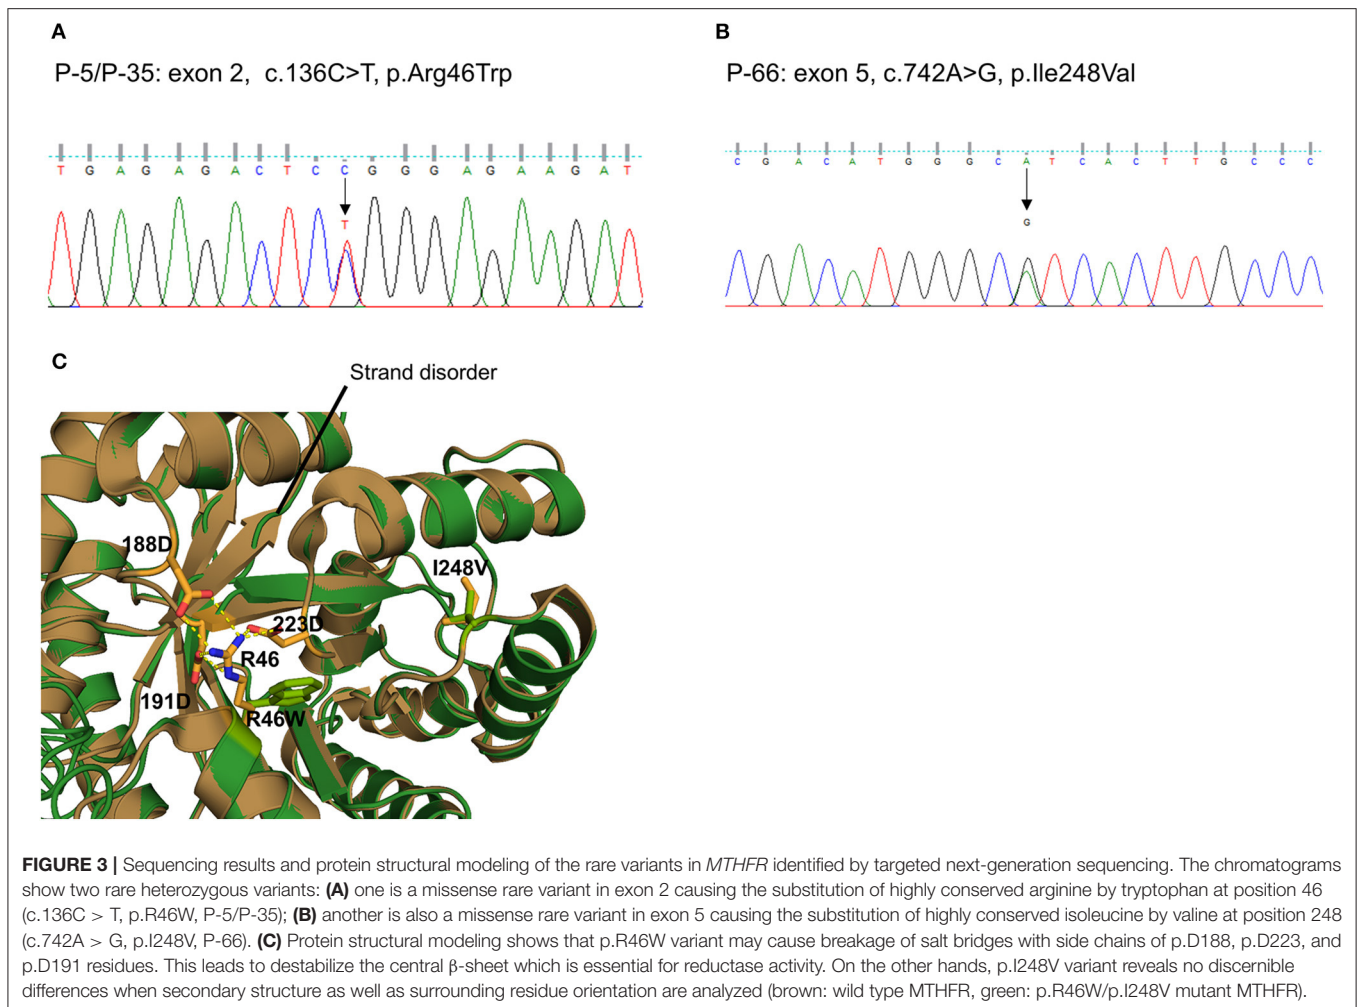 A
P-5/P-35: exon 2, c.136C>T, p.Arg46Trp
T G A G A G A C T C C G G G A G A A G A T
T
B
P-66: exon 5, c.742A>G, p.Ile248Val
C G A C A T G G G C A T C A C T T G C C C
G
C
Strand disorder
188D
I248V
223D
R46
191D
R46W
FIGURE 3 | Sequencing results and protein structural modeling of the rare variants in MTHFR identified by targeted next-generation sequencing. The chromatograms
show two rare heterozygous variants: (A) one is a missense rare variant in exon 2 causing the substitution of highly conserved arginine by tryptophan at position 46
(c.136C > T, p.R46W, P-5/P-35); (B) another is also a missense rare variant in exon 5 causing the substitution of highly conserved isoleucine by valine at position 248
(c.742A > G, p.I248V, P-66). (C) Protein structural modeling shows that p.R46W variant may cause breakage of salt bridges with side chains of p.D188, p.D223, and
p.D191 residues. This leads to destabilize the central β-sheet which is essential for reductase activity. On the other hands, p.I248V variant reveals no discernible
differences when secondary structure as well as surrounding residue orientation are analyzed (brown: wild type MTHFR, green: p.R46W/p.I248V mutant MTHFR).